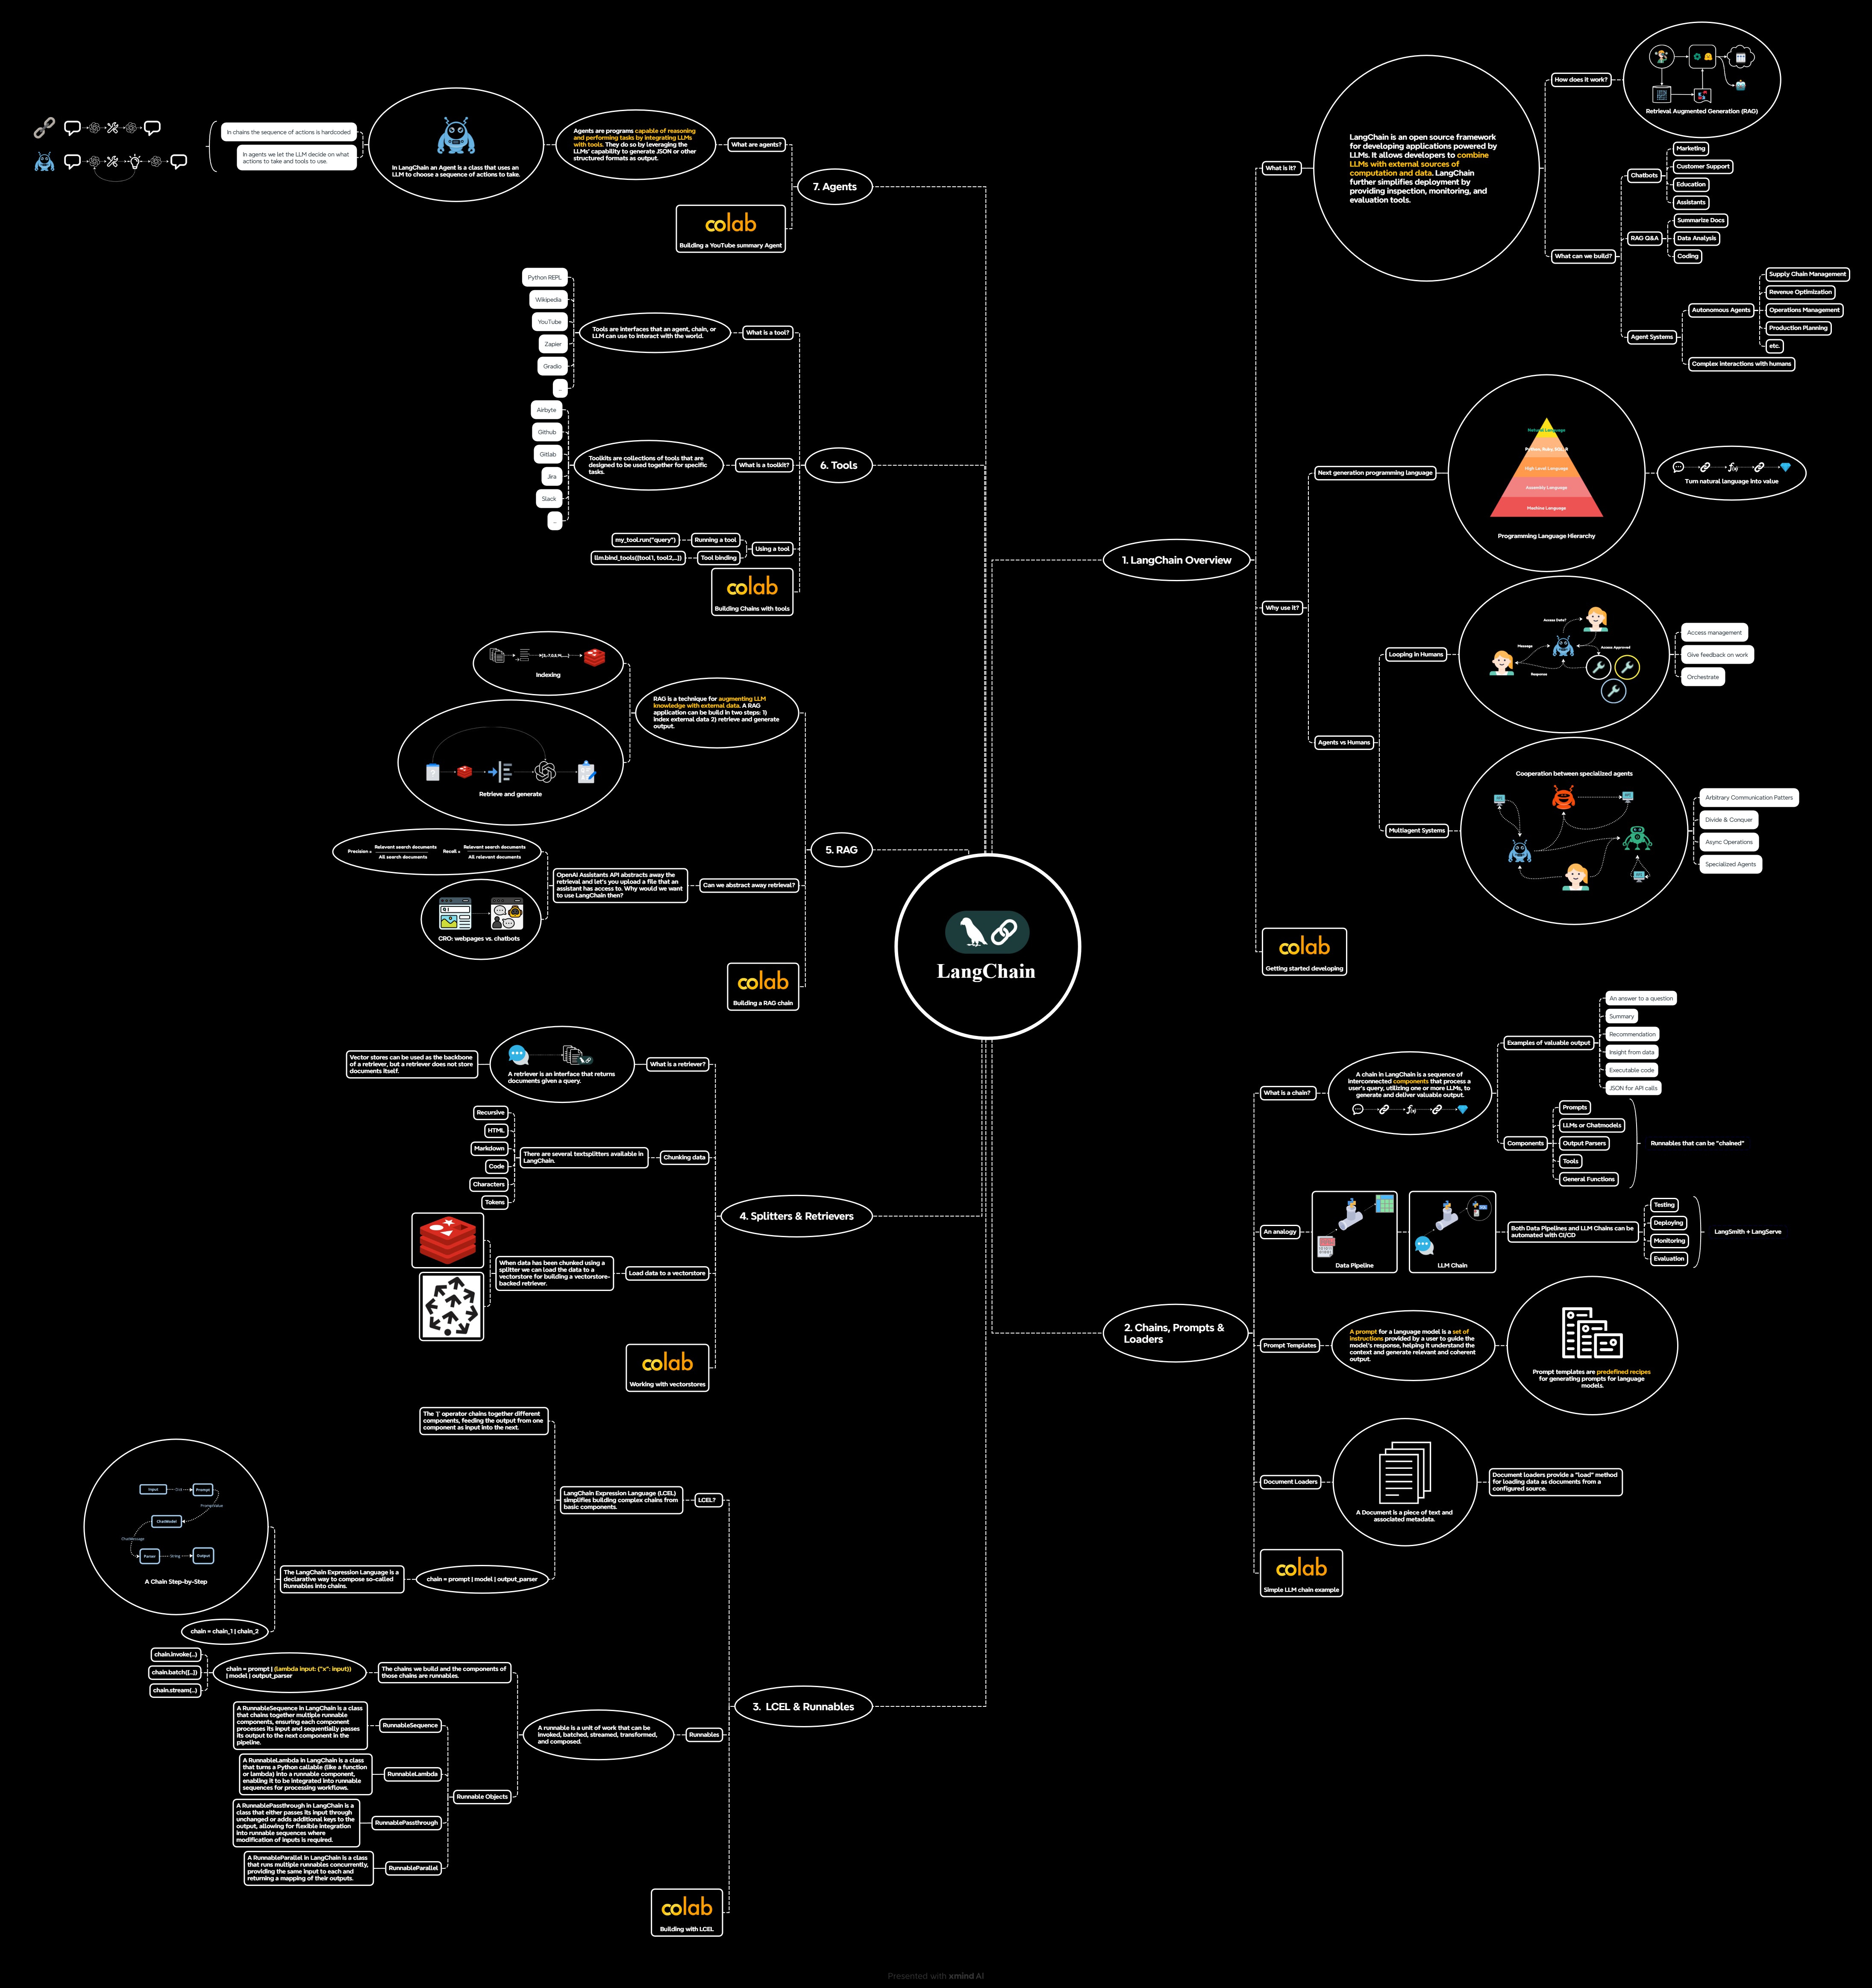 LangChain
1. LangChain Overview
What is it?
LangChain is an open source framework
for developing applications powered by
LLMs. It allows developers to combine
LLMs with external sources of
computation and data. LangChain
further simplifies deployment by
providing inspection, monitoring, and
evaluation tools.
How does it work?
Retrieval Augmented Generation (RAG)
What can we build?
Chatbots
Marketing
Customer Support
Education
Assistants
RAG Q&A
Summarize Docs
Data Analysis
Coding
Agent Systems
Autonomous Agents
Supply Chain Management
Revenue Optimization
Operations Management
Production Planning
etc.
Complex interactions with humans
Why use it?
Next generation programming language
Natural Language
High Level Language
Assembly Language
Machine Language
Programming Language Hierarchy
Turn natural language into value
Agents vs Humans
Looping in Humans
Access Data?
Message
Access Approved
Response
Access management
Give feedback on work
Orchestrate
Multiagent Systems
Cooperation between specialized agents
Arbitrary Communication Patters
Divide & Conquer
Async Operations
Specialized Agents
colab
Getting started developing
2. Chains, Prompts &
Loaders
What is a chain?
A chain in LangChain is a sequence of
interconnected components that process a
user's query, utilizing one or more LLMs, to
generate and deliver valuable output.
Examples of valuable output
An answer to a question
Summary
Recommendation
Insight from data
Executable code
JSON for API calls
Components
Prompts
LLMs or Chatmodels
Output Parsers
Tools
General Functions
Runnables that can be "chained"
An analogy
Data Pipeline
LLM Chain
Both Data Pipelines and LLM Chains can be
automated with CI/CD
Testing
Deploying
Monitoring
Evaluation
LangSmith + LangServe
Prompt Templates
A prompt for a language model is a set of
instructions provided by a user to guide the
model's response, helping it understand the
context and generate relevant and coherent
output.
Prompt templates are predefined recipes
for generating prompts for language
models.
Document Loaders
A Document is a piece of text and
associated metadata.
Document loaders provide a "load" method
for loading data as documents from a
configured source.
colab
Simple LLM chain example
3. LCEL & Runnables
LCEL?
LangChain Expression Language (LCEL)
simplifies building complex chains from
basic components.
The '|' operator chains together different
components, feeding the output from one
component as input into the next.
chain = prompt | model | output_parser
The LangChain Expression Language is a
declarative way to compose so-called
Runnables into chains.
Input
Dict
Prompt
PromptValue
ChatModel
ChatMessage
Parser
String
Output
A Chain Step-by-Step
chain = chain_1 | chain_2
Runnables
A runnable is a unit of work that can be
invoked, batched, streamed, transformed,
and composed.
The chains we build and the components of
those chains are runnables.
chain = prompt | (lambda input: {"x": input})
| model | output_parser
chain.invoke(..)
chain.batch([..])
chain.stream(..)
Runnable Objects
RunnableSequence
A RunnableSequence in LangChain is a class
that chains together multiple runnable
components, ensuring each component
processes its input and sequentially passes
its output to the next component in the
pipeline.
RunnableLambda
A RunnableLambda in LangChain is a class
that turns a Python callable (like a function
or lambda) into a runnable component,
enabling it to be integrated into runnable
sequences for processing workflows.
RunnablePassthrough
A RunnablePassthrough in LangChain is a
class that either passes its input through
unchanged or adds additional keys to the
output, allowing for flexible integration
into runnable sequences where
modification of inputs is required.
RunnableParallel
A RunnableParallel in LangChain is a class
that runs multiple runnables concurrently,
providing the same input to each and
returning a mapping of their outputs.
colab
Building with LCEL
4. Splitters & Retrievers
What is a retriever?
A retriever is an interface that returns
documents given a query.
Vector stores can be used as the backbone
of a retriever, but a retriever does not store
documents itself.
Chunking data
There are several textsplitters available in
LangChain.
Recursive
HTML
Markdown
Code
Characters
Tokens
Load data to a vectorstore
When data has been chunked using a
splitter we can load the data to a
vectorstore for building a vectorstore-
backed retriever.
colab
Working with vectorstores
5. RAG
RAG is a technique for augmenting LLM
knowledge with external data. A RAG
application can be build in two steps: 1)
index external data 2) retrieve and generate
output.
Indexing
Retrieve and generate
Can we abstract away retrieval?
OpenAI Assistants API abstracts away the
retrieval and let's you upload a file that an
assistant has access to. Why would we want
to use LangChain then?
Precision = Relevant search documents
All search documents
Recall = Relevant search documents
All relevant documents
CRO: webpages vs. chatbots
colab
Building a RAG chain
6. Tools
What is a tool?
Tools are interfaces that an agent, chain, or
LLM can use to interact with the world.
Python REPL
Wikipedia
YouTube
Zapier
Gradio
...
What is a toolkit?
Toolkits are collections of tools that are
designed to be used together for specific
tasks.
Airbyte
Github
Gitlab
Jira
Slack
...
Using a tool
Running a tool
my_tool.run("query")
Tool binding
llm.bind_tools([tool1, tool2,..])
colab
Building Chains with tools
7. Agents
What are agents?
Agents are programs capable of reasoning
and performing tasks by integrating LLMs
with tools. They do so by leveraging the
LLMs' capability to generate JSON or other
structured formats as output.
In LangChain an Agent is a class that uses an
LLM to choose a sequence of actions to take.
In chains the sequence of actions is hardcoded
In agents we let the LLM decide on what
actions to take and tools to use.
colab
Building a YouTube summary Agent
Presented with xmind AI